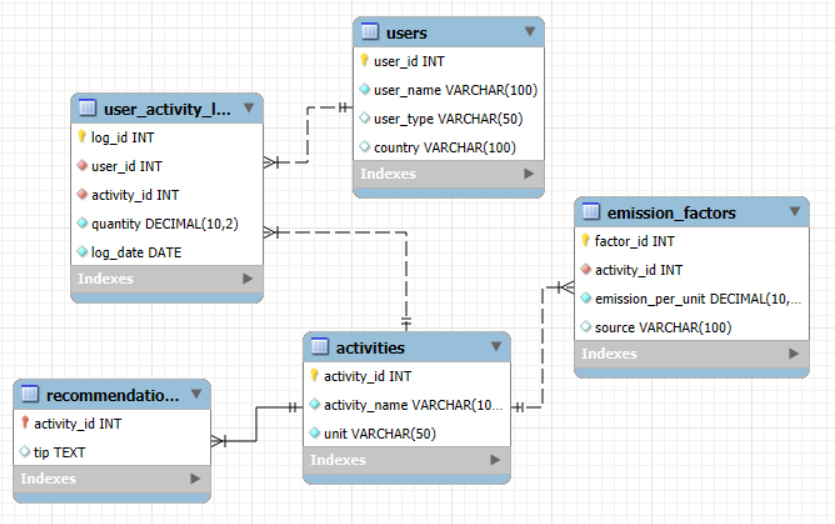 users
user_id INT
user_name VARCHAR(100)
user_type VARCHAR(50)
country VARCHAR(100)
Indexes
user_activity_l...
log_id INT
user_id INT
activity_id INT
quantity DECIMAL(10,2)
log_date DATE
Indexes
emission_factors
factor_id INT
activity_id INT
emission_per_unit DECIMAL(10,...
source VARCHAR(100)
Indexes
activities
activity_id INT
activity_name VARCHAR(10...
unit VARCHAR(50)
Indexes
recommendatio...
activity_id INT
tip TEXT
Indexes